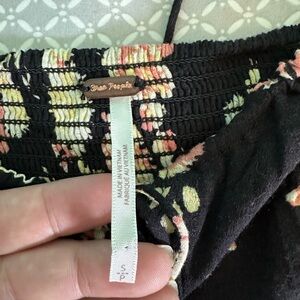 Free People
MADE IN VIETNAM
FABRIQUÉ AU VIETNAM
S/P